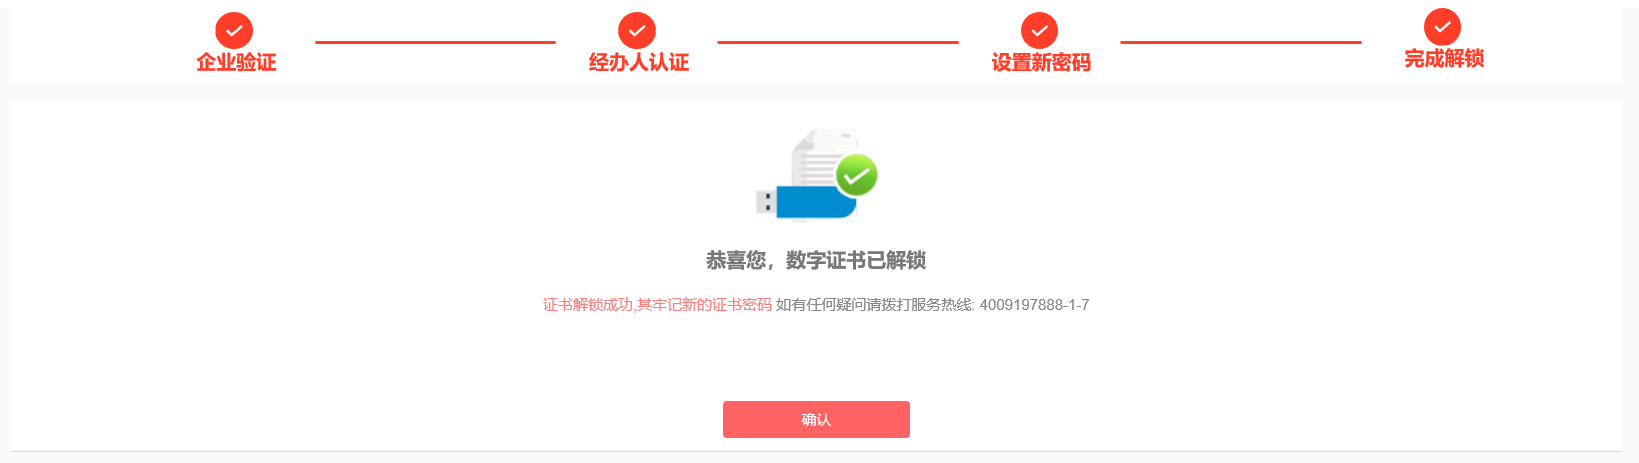 企业验证
经办人认证
设置新密码
完成解锁
恭喜您，数字证书已解锁
证书解锁成功,其牢记新的证书密码 如有任何疑问请拨打服务热线: 4009197888-1-7
确认